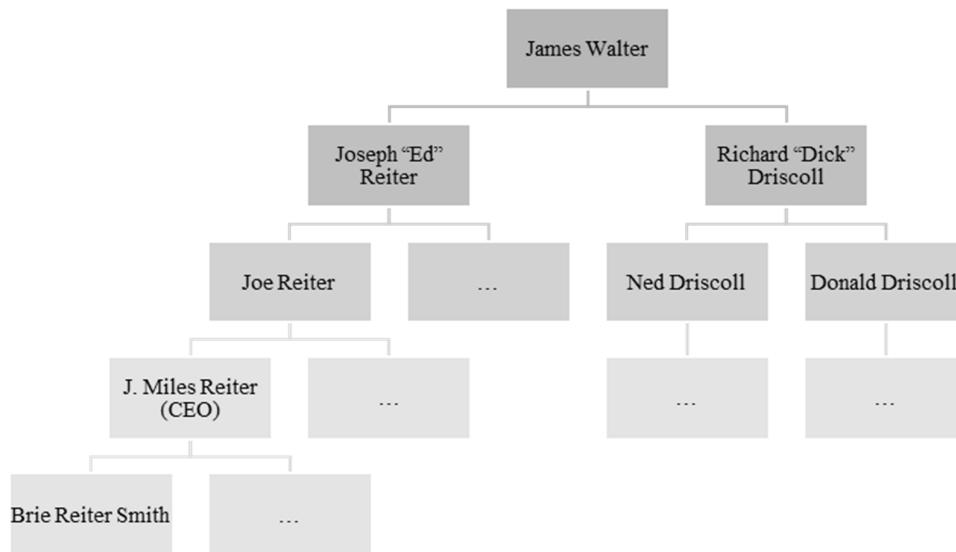 James Walter
Joseph “Ed”
Reiter
Richard “Dick”
Driscoll
Joe Reiter
…
Ned Driscoll
Donald Driscoll
J. Miles Reiter
(CEO)
…
…
…
Brie Reiter Smith
…